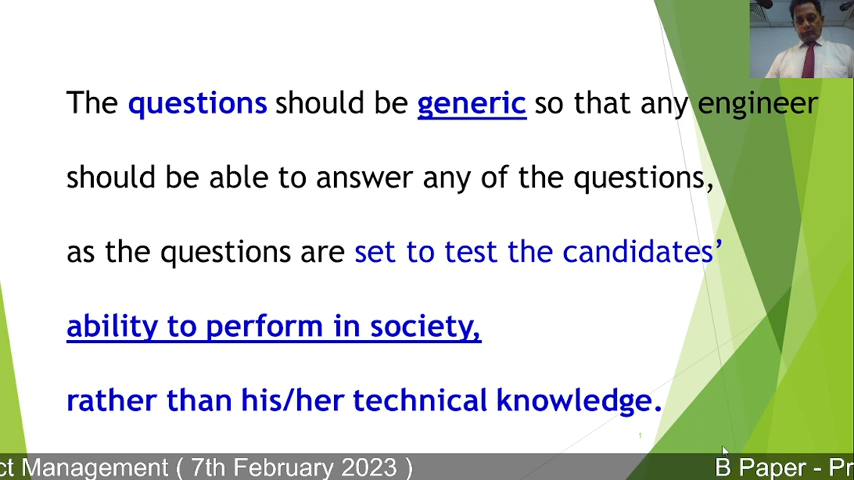 The questions should be generic so that any engineer
should be able to answer any of the questions,
as the questions are set to test the candidates’
ability to perform in society,
rather than his/her technical knowledge.
1
ct Management ( 7th February 2023 ) B Paper - Pr